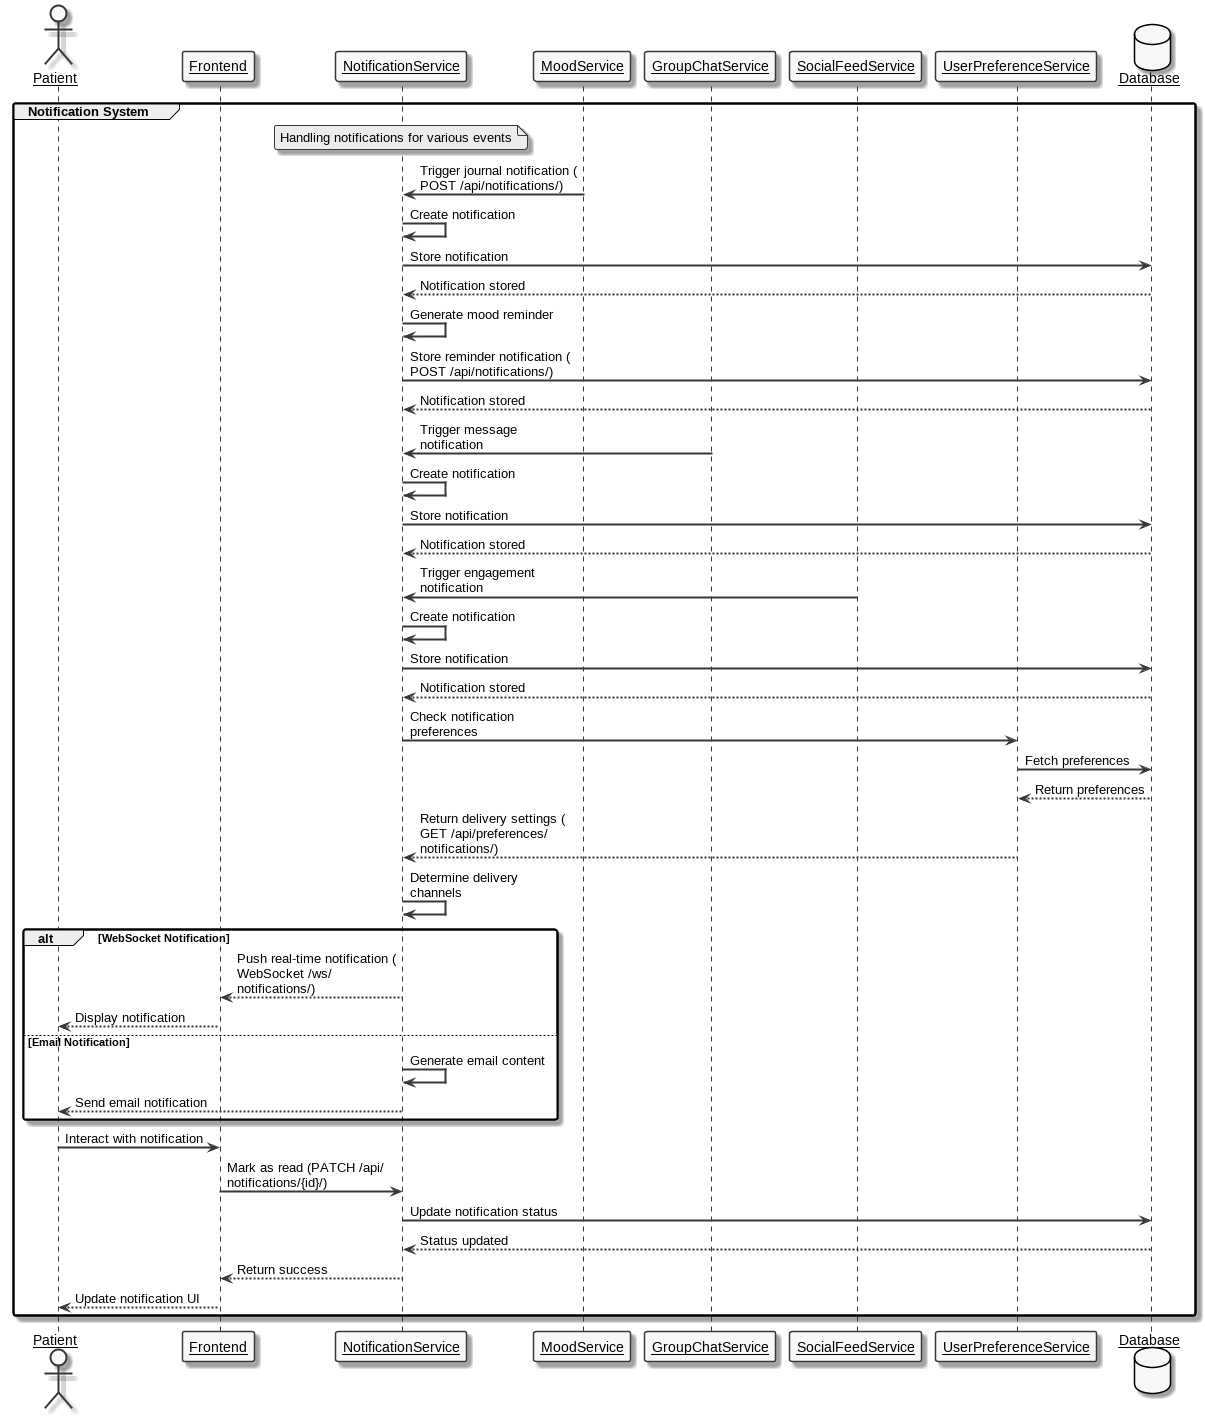 Patient
Frontend
NotificationService
MoodService
GroupChatService
SocialFeedService
UserPreferenceService
Database
Notification System
Handling notifications for various events
Trigger journal notification (
POST /api/notifications/)
Create notification
Store notification
Notification stored
Generate mood reminder
Store reminder notification (
POST /api/notifications/)
Notification stored
Trigger message
notification
Create notification
Store notification
Notification stored
Trigger engagement
notification
Create notification
Store notification
Notification stored
Check notification
preferences
Fetch preferences
Return preferences
Return delivery settings (
GET /api/preferences/
notifications/)
Determine delivery
channels
alt
[WebSocket Notification]
Push real-time notification (
WebSocket /ws/
notifications/)
Display notification
[Email Notification]
Generate email content
Send email notification
Interact with notification
Mark as read (PATCH /api/
notifications/{id}/)
Update notification status
Status updated
Return success
Update notification UI
Patient
Frontend
NotificationService
MoodService
GroupChatService
SocialFeedService
UserPreferenceService
Database